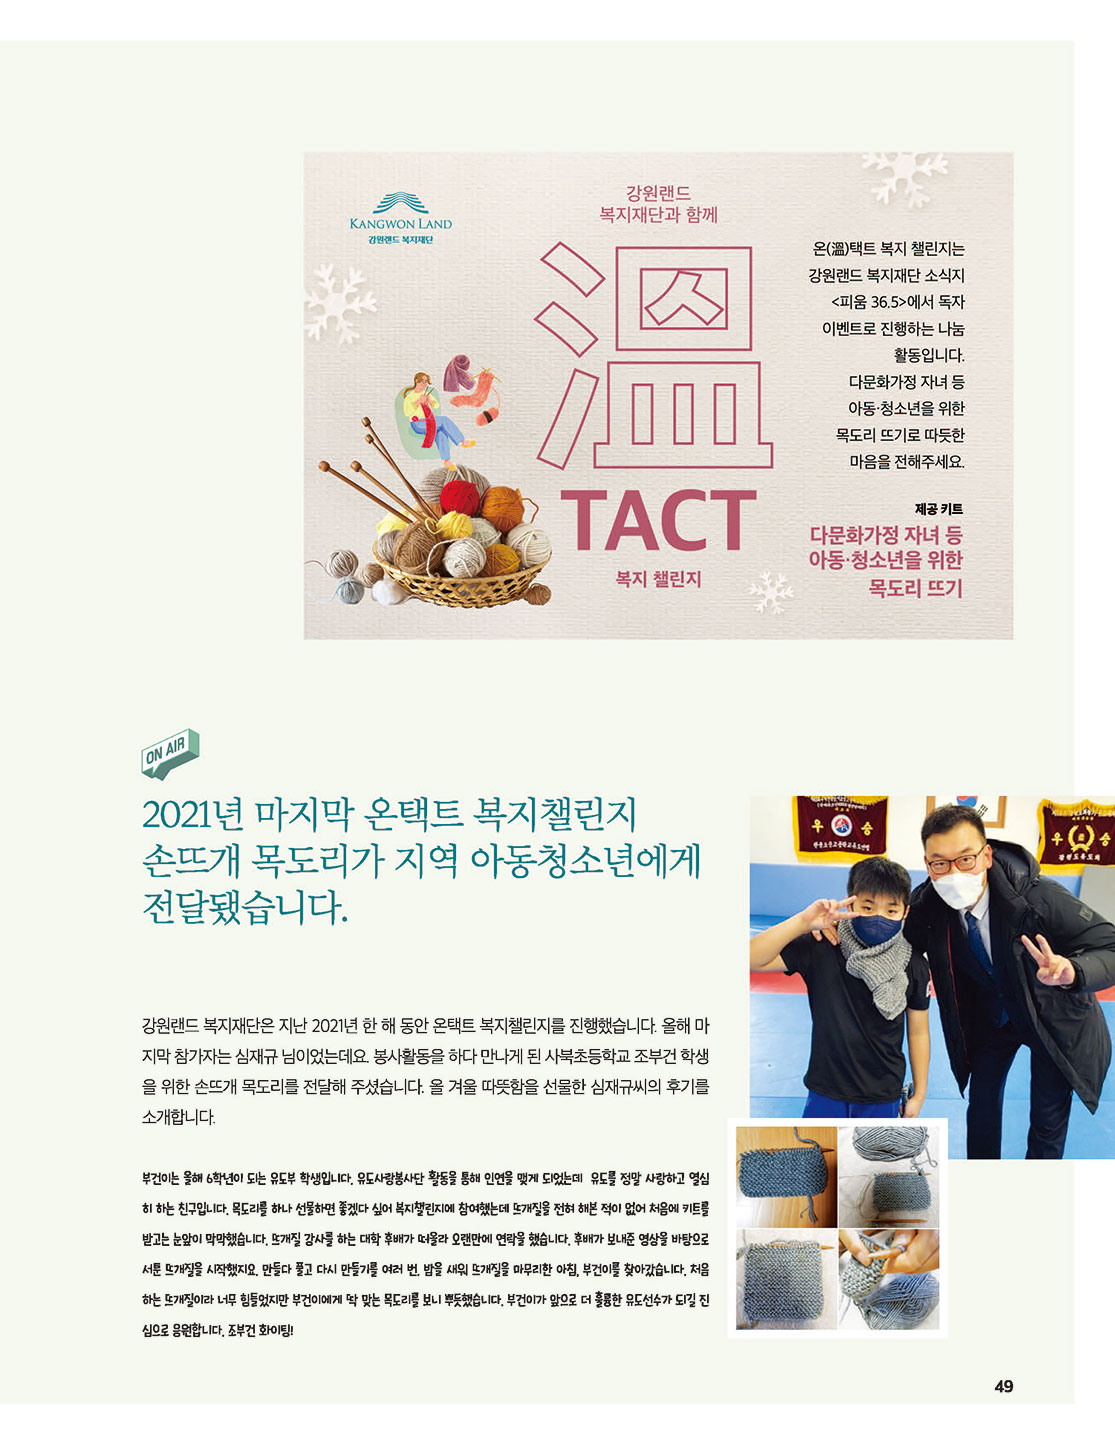 KANGWON LAND
강원랜드 복지재단
강원랜드
복지재단과 함께
溫
TACT
복지 챌린지
온(溫)택트 복지 챌린지는
강원랜드 복지재단 소식지
<피움 36.5>에서 독자
이벤트로 진행하는 나눔
활동입니다.
다문화가정 자녀 등
아동·청소년을 위한
목도리 뜨기로 따듯한
마음을 전해주세요.
제공 키트
다문화가정 자녀 등
아동·청소년을 위한
목도리 뜨기
ON AIR
2021년 마지막 온택트 복지챌린지
손뜨개 목도리가 지역 아동청소년에게
전달됐습니다.
우승
우승
강원도유도회
강원랜드 복지재단은 지난 2021년 한 해 동안 온택트 복지챌린지를 진행했습니다. 올해 마
지막 참가자는 심재규 님이었는데요. 봉사활동을 하다 만나게 된 사북초등학교 조부건 학생
을 위한 손뜨개 목도리를 전달해 주셨습니다. 올 겨울 따뜻함을 선물한 심재규씨의 후기를
소개합니다.
부건이는 올해 6학년이 되는 유도부 학생입니다. 유도사랑봉사단 활동을 통해 인연을 맺게 되었는데 유도를 정말 사랑하고 열심
히 하는 친구입니다. 목도리를 하나 선물하면 좋겠다 싶어 복지챌린지에 참여했는데 뜨개질을 전혀 해본 적이 없어 처음에 키트를
받고는 눈앞이 막막했습니다. 뜨개질 강사를 하는 대학 후배가 떠올라 오랜만에 연락을 했습니다. 후배가 보내준 영상을 바탕으로
서툰 뜨개질을 시작했지요. 만들다 풀고 다시 만들기를 여러 번. 밤을 새워 뜨개질을 마무리한 아침, 부건이를 찾아갔습니다. 처음
하는 뜨개질이라 너무 힘들었지만 부건이에게 딱 맞는 목도리를 보니 뿌듯했습니다. 부건이가 앞으로 더 훌륭한 유도선수가 되길 진
심으로 응원합니다. 조부건 화이팅!
49